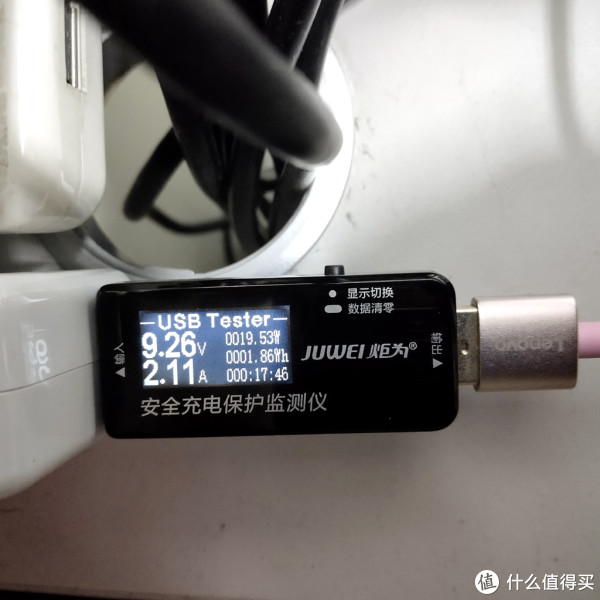 显示切换
数据清零
-USB Tester-
9.26V
0019.53W
0001.86Wh
2.11A
000:17:46
▲输入
JUWEI 炬为®
输出▲
安全充电保护监测仪
Lenovo
值 什么值得买